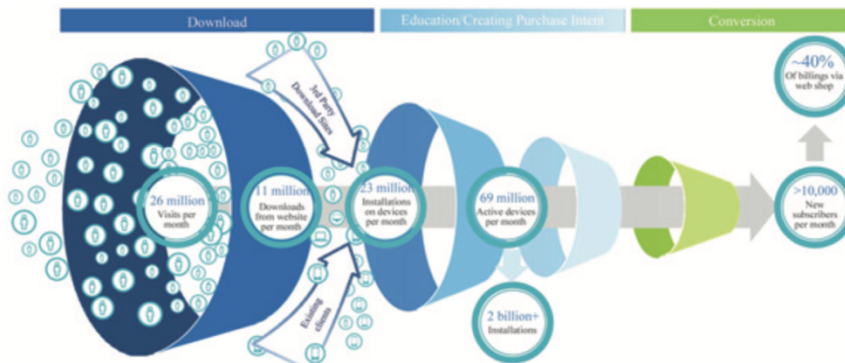 Download
Education/Creating Purchase Intent
Conversion
3rd Party
Download Sites
~40%
Of billings via
web shop
26 million
Visits per
month
11 million
Downloads
from website
per month
23 million
Installations
on devices
per month
69 million
Active devices
per month
>10,000
New
subscribers
per month
Existing
clients
2 billion+
Installations